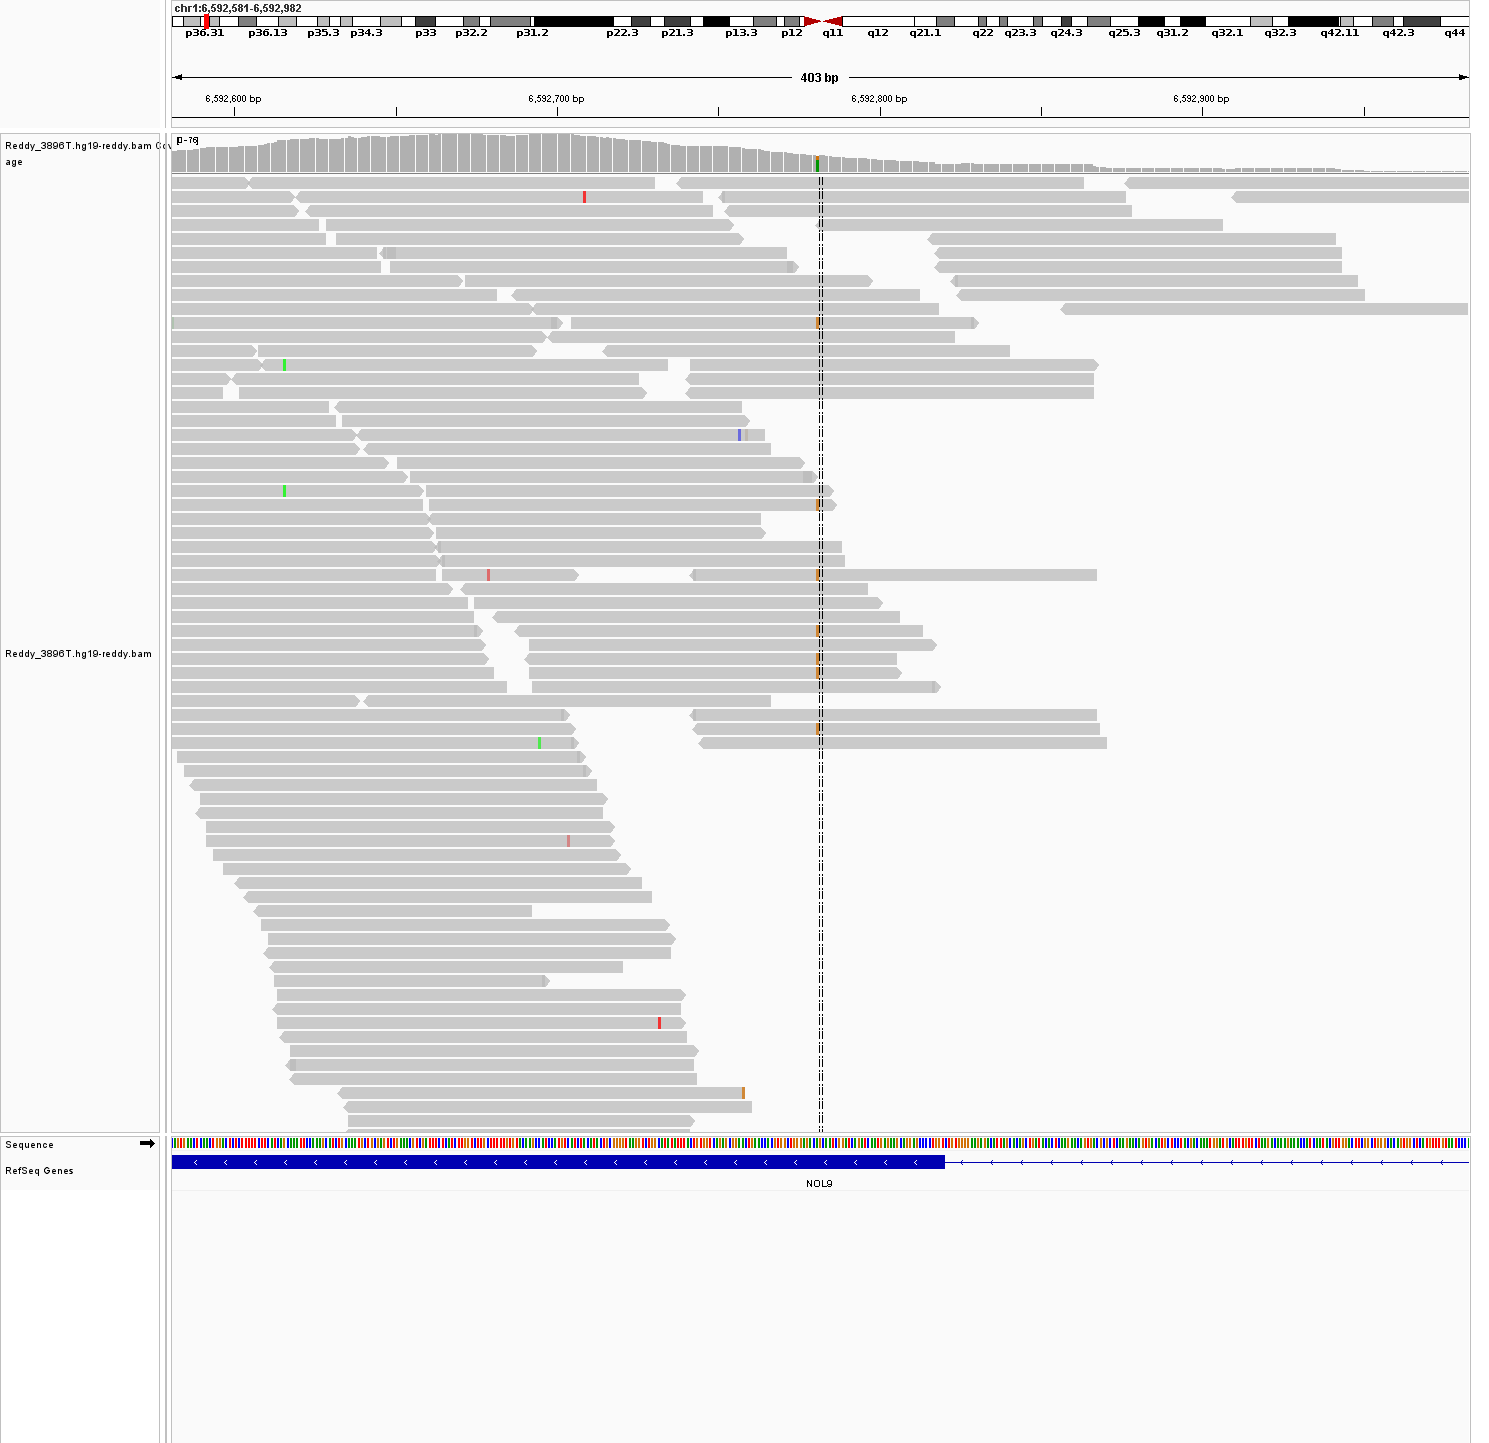 chr1:6,592,581-6,592,982
p36.31 p36.13 p35.3 p34.3 p33 p32.2 p31.2 p22.3 p21.3 p13.3 p12 q11 q12 q21.1 q22 q23.3 q24.3 q25.3 q31.2 q32.1 q32.3 q42.11 q42.3 q44
403 bp
6,592,600 bp 6,592,700 bp 6,592,800 bp 6,592,900 bp
[0-76]
Reddy_3896T.hg19-reddy.bam Cov
age
Reddy_3896T.hg19-reddy.bam
Sequence
RefSeq Genes
NOL9